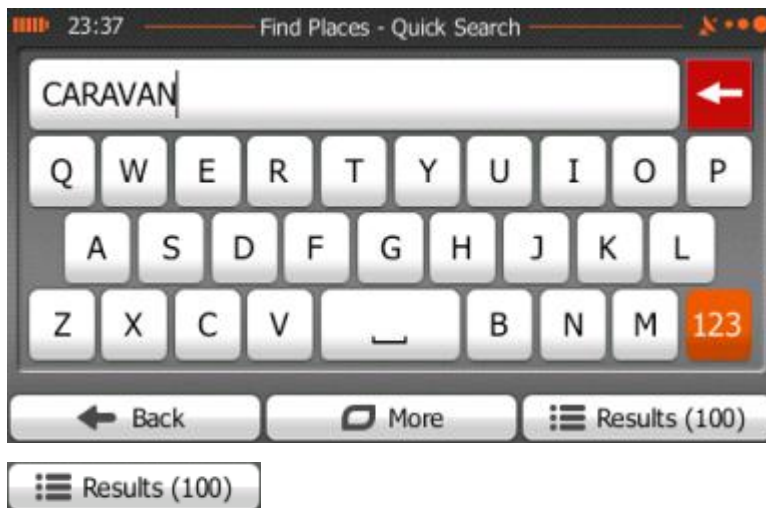 23:37 Find Places - Quick Search
CARAVAN
Q W E R T Y U I O P
A S D F G H J K L
Z X C V B N M 123
Back More Results (100)
Results (100)